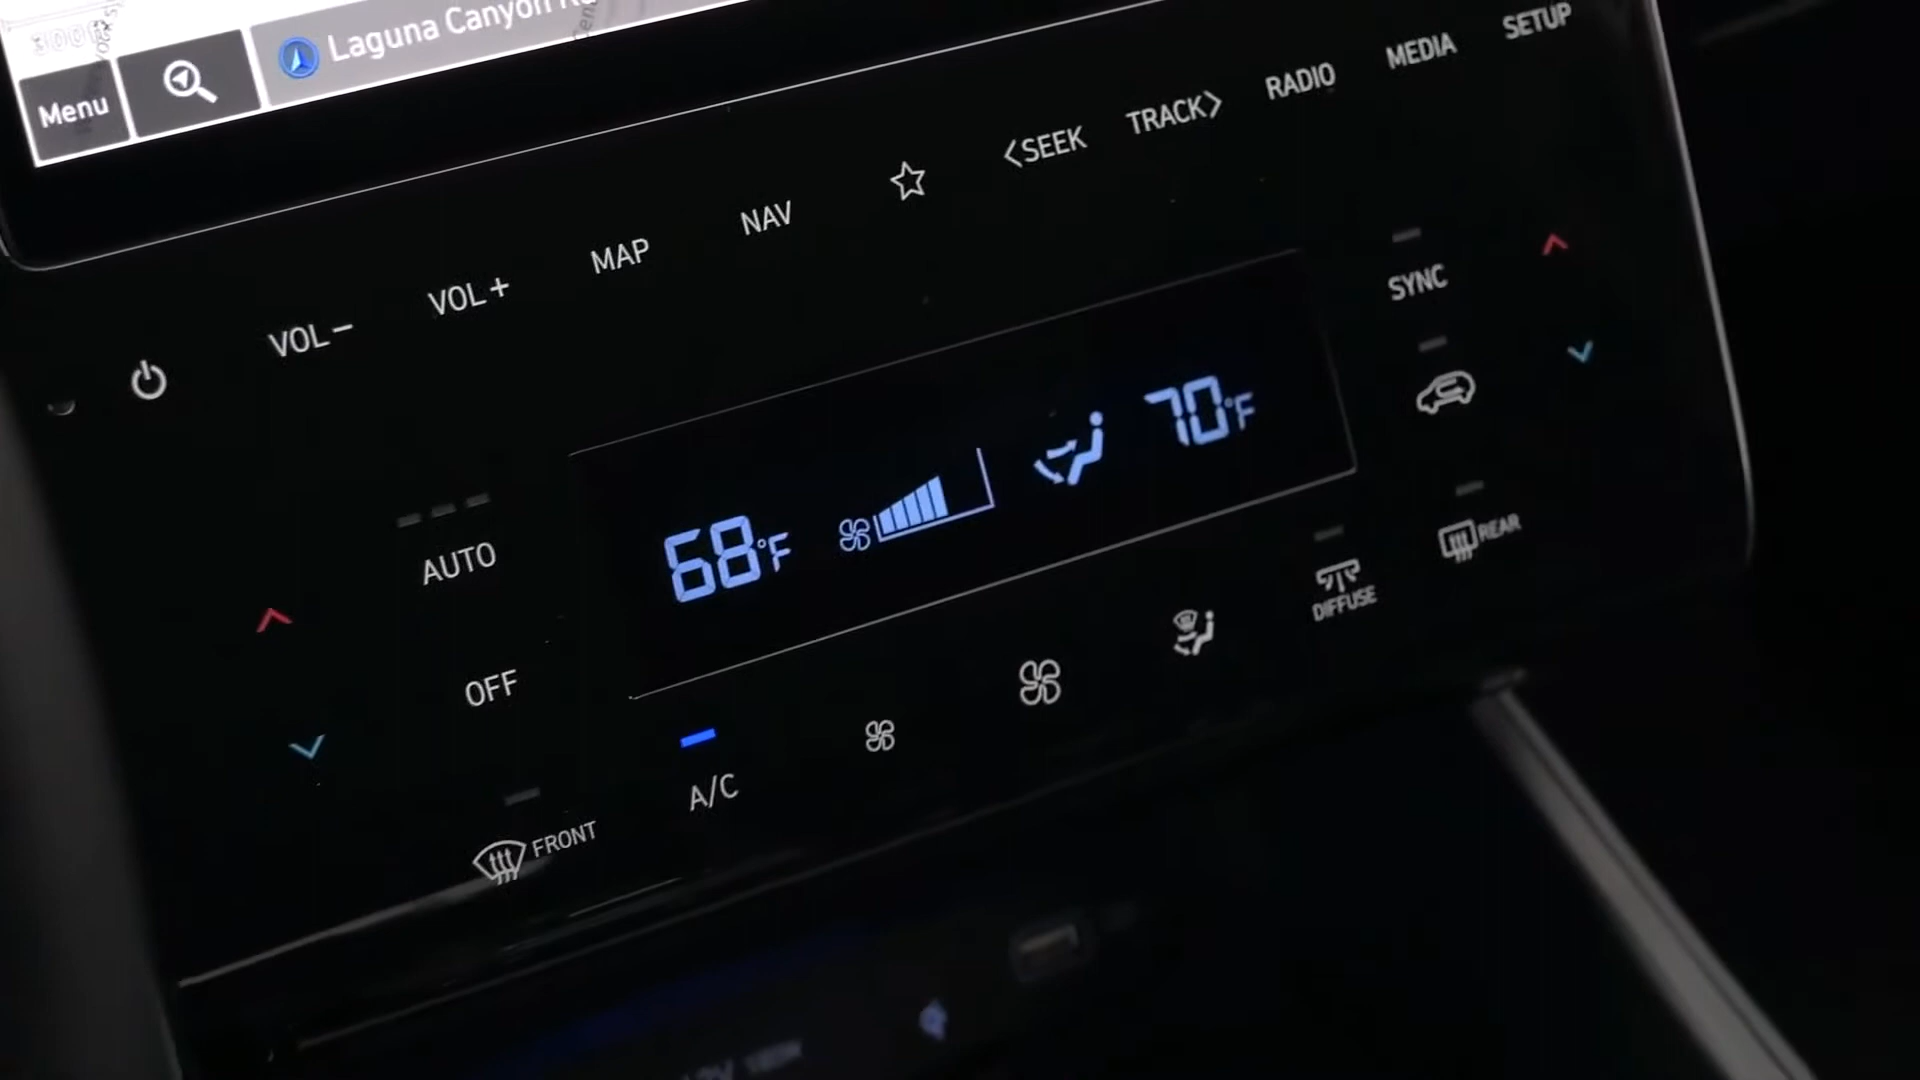 Menu
Laguna Canyon
VOL−
VOL+
MAP
NAV
<SEEK
TRACK>
RADIO
MEDIA
SETUP
SYNC
AUTO
68°F
70°F
OFF
REAR
DIFFUSE
A/C
FRONT